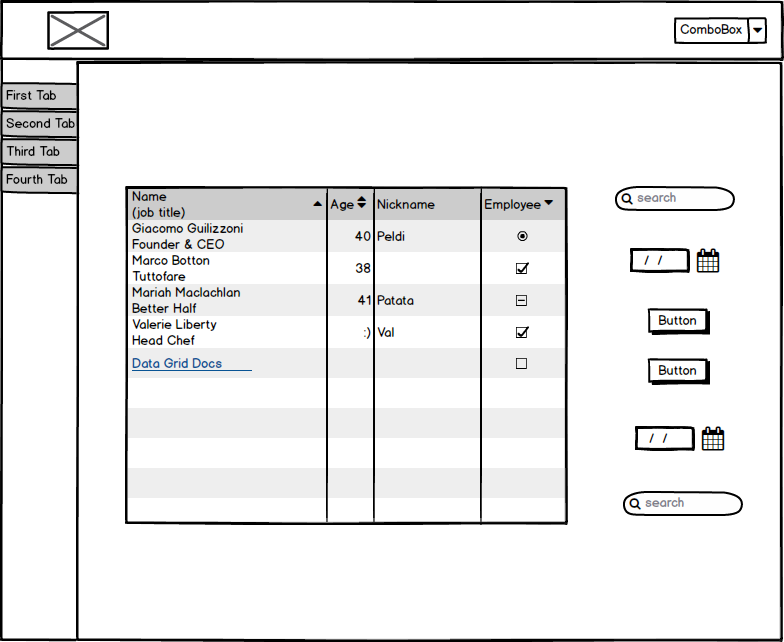 ComboBox
First Tab
Second Tab
Third Tab
Fourth Tab
Name
(job title)
Age
Nickname
Employee
Giacomo Guilizzoni
Founder & CEO
40
Peldi
Marco Botton
Tuttofare
38
Mariah Maclachlan
Better Half
41
Patata
Valerie Liberty
Head Chef
:)
Val
Data Grid Docs
search
/ /
Button
Button
/ /
search